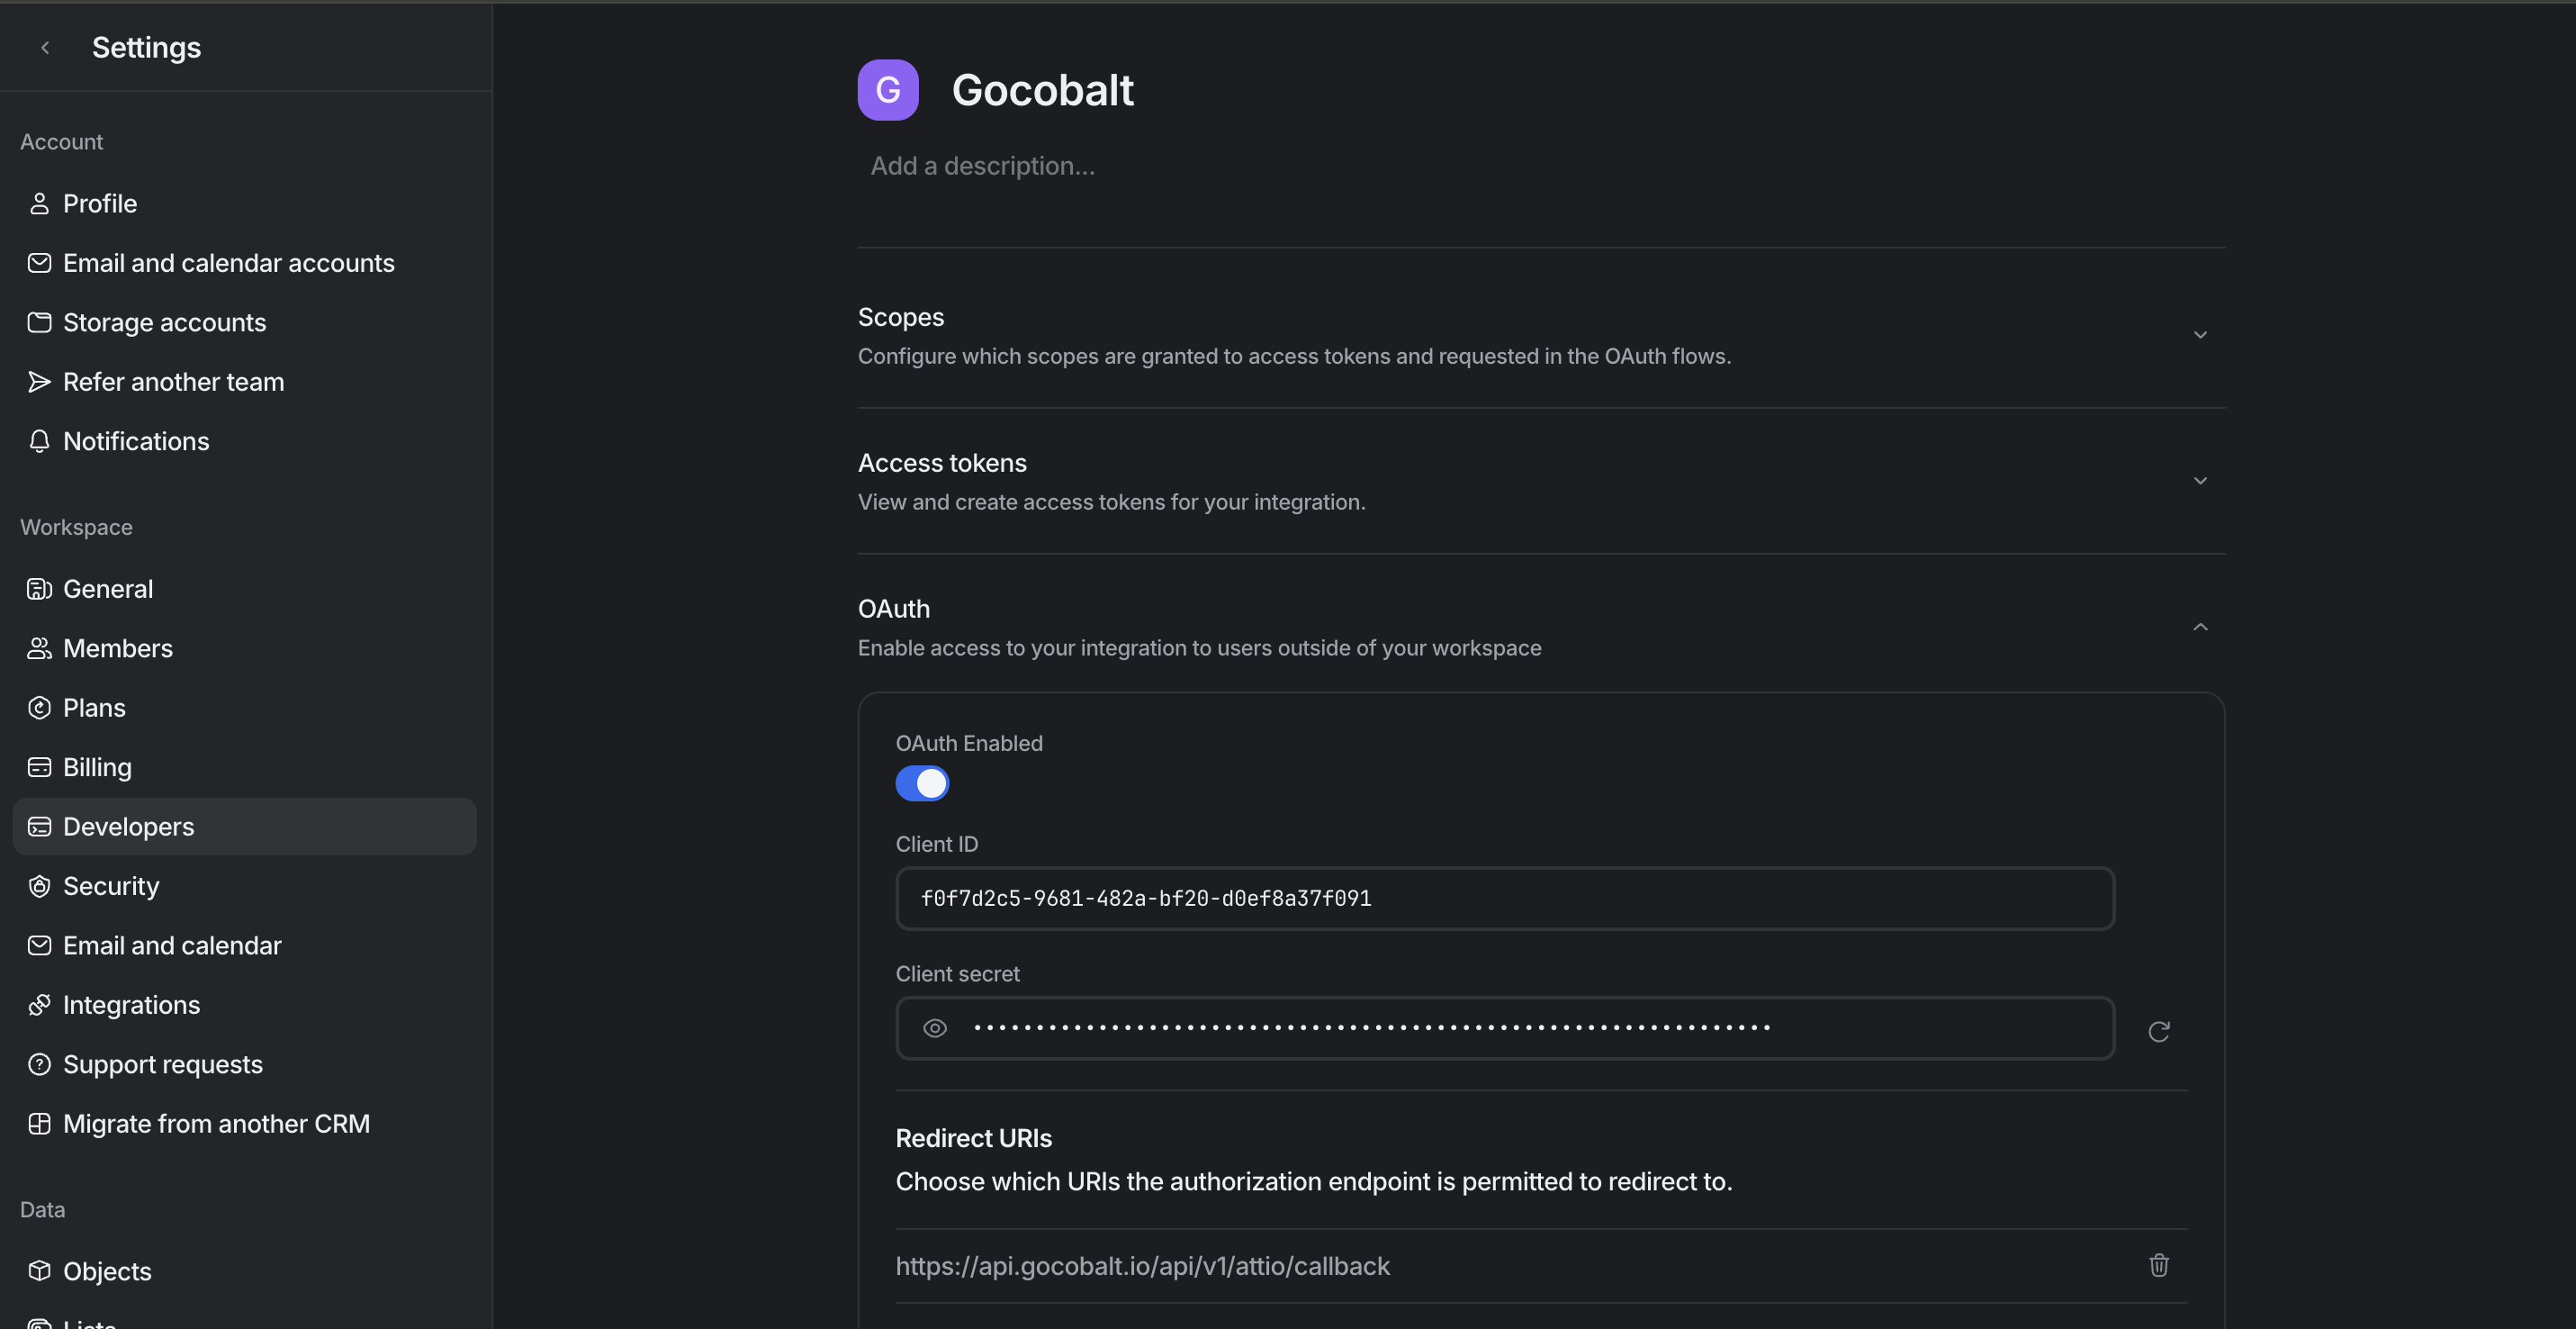 Settings
Account
Profile
Email and calendar accounts
Storage accounts
Refer another team
Notifications
Workspace
General
Members
Plans
Billing
Developers
Security
Email and calendar
Integrations
Support requests
Migrate from another CRM
Data
Objects
Lists
G
Gocobalt
Add a description...
Scopes
Configure which scopes are granted to access tokens and requested in the OAuth flows.
Access tokens
View and create access tokens for your integration.
OAuth
Enable access to your integration to users outside of your workspace
OAuth Enabled
Client ID
f0f7d2c5-9681-482a-bf20-d0ef8a37f091
Client secret
Redirect URIs
Choose which URIs the authorization endpoint is permitted to redirect to.
https://api.gocobalt.io/api/v1/attio/callback